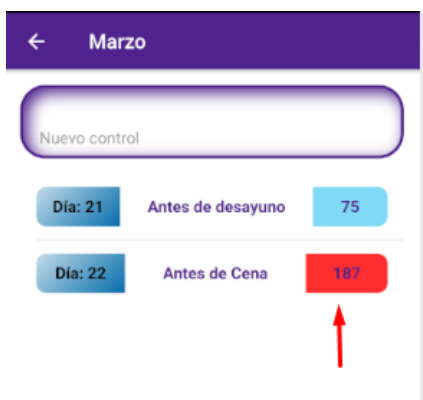 Marzo
Nuevo control
Día: 21 Antes de desayuno 75
Día: 22 Antes de Cena 187